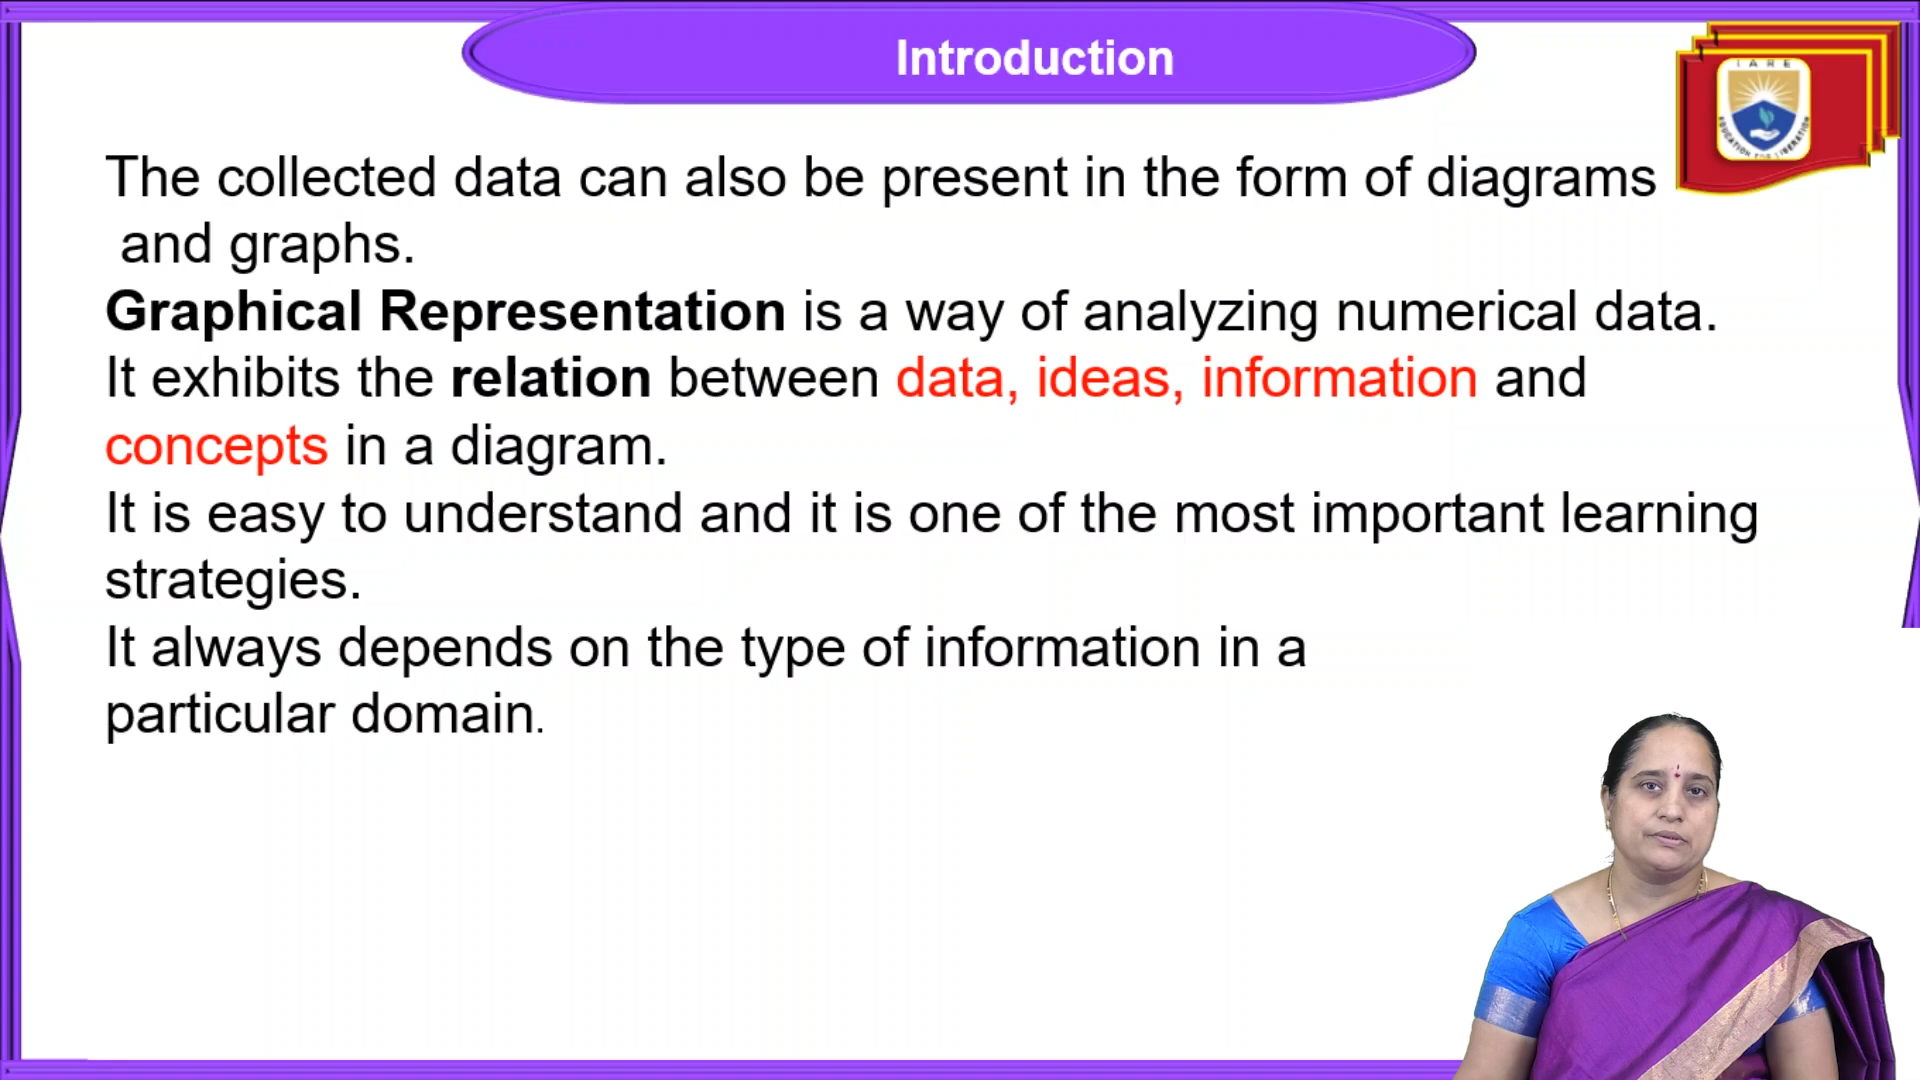 Introduction
I A R E
EDUCATION FOR LIBERATION
The collected data can also be present in the form of diagrams
and graphs.
Graphical Representation is a way of analyzing numerical data.
It exhibits the relation between data, ideas, information and
concepts in a diagram.
It is easy to understand and it is one of the most important learning
strategies.
It always depends on the type of information in a
particular domain.